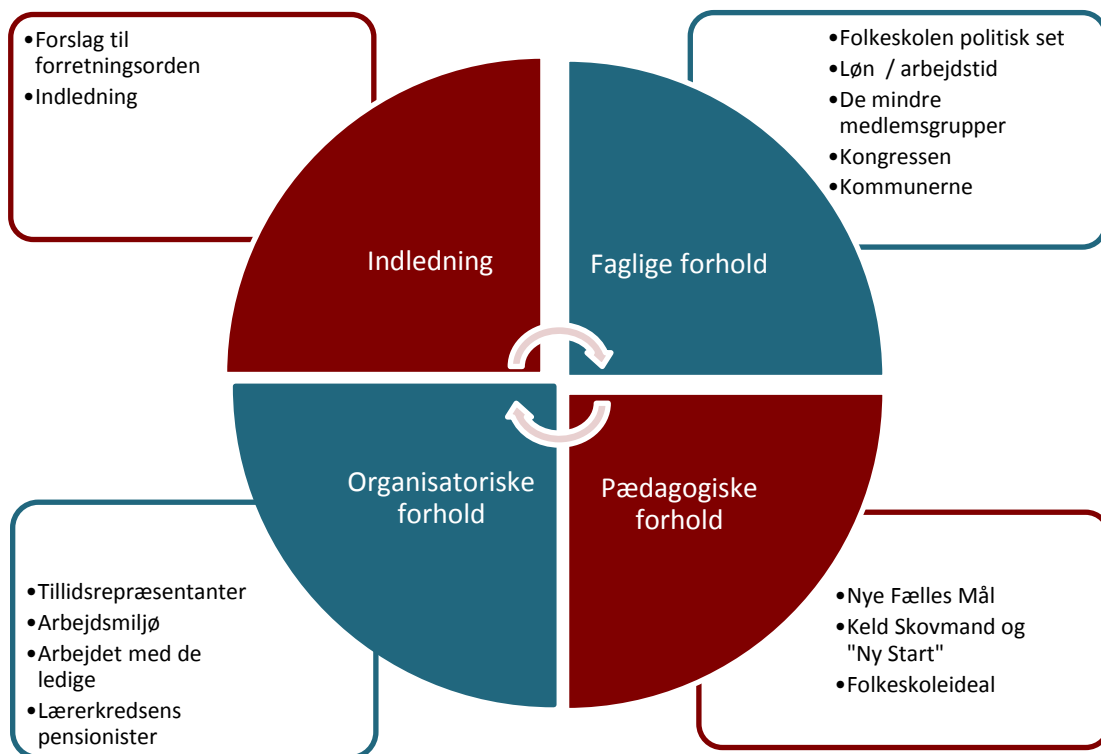 •Forslag til
forretningsorden
•Indledning
•Folkeskolen politisk set
•Løn / arbejdstid
•De mindre
medlemsgrupper
•Kongressen
•Kommunerne
Indledning
Faglige forhold
Organisatoriske
forhold
Pædagogiske
forhold
•Tillidsrepræsentanter
•Arbejdsmiljø
•Arbejdet med de
ledige
•Lærerkredsens
pensionister
•Nye Fælles Mål
•Keld Skovmand og
"Ny Start"
•Folkeskoleideal